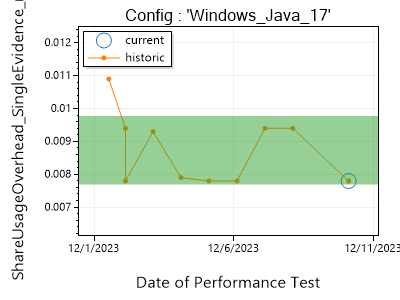 Config : 'Windows_Java_17'
current
historic
0.012
0.011
0.01
0.009
0.008
0.007
ShareUsageOverhead_SingleEvidence_
12/1/2023
12/6/2023
12/11/2023
Date of Performance Test